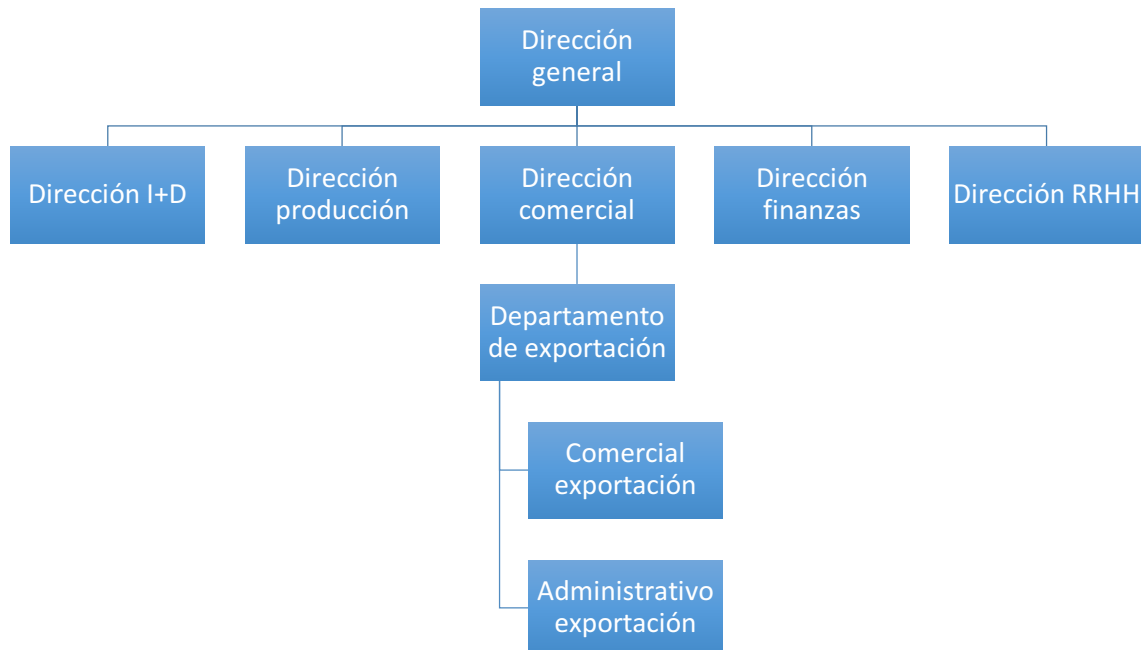 Dirección
general
Dirección I+D
Dirección
producción
Dirección
comercial
Dirección
finanzas
Dirección RRHH
Departamento
de exportación
Comercial
exportación
Administrativo
exportación